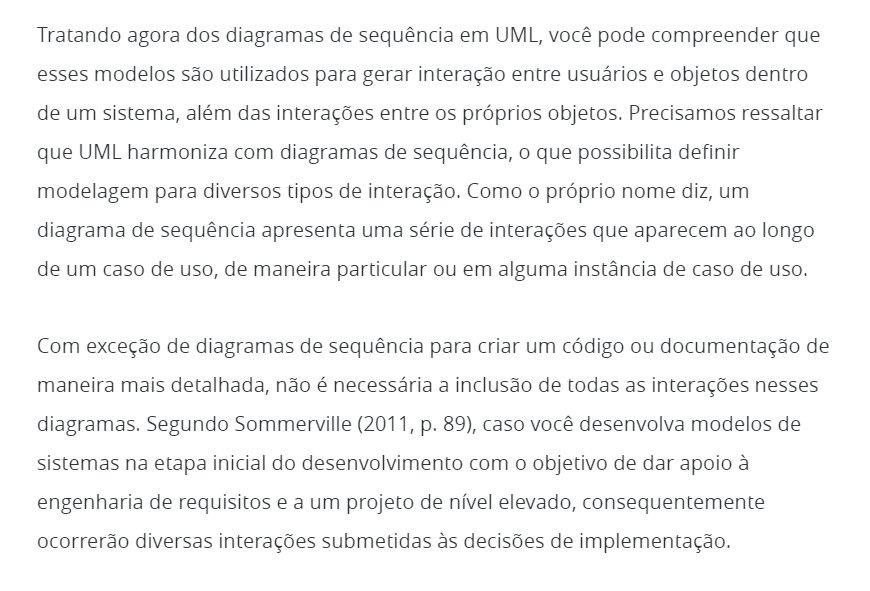 Tratando agora dos diagramas de sequência em UML, você pode compreender que
esses modelos são utilizados para gerar interação entre usuários e objetos dentro
de um sistema, além das interações entre os próprios objetos. Precisamos ressaltar
que UML harmoniza com diagramas de sequência, o que possibilita definir
modelagem para diversos tipos de interação. Como o próprio nome diz, um
diagrama de sequência apresenta uma série de interações que aparecem ao longo
de um caso de uso, de maneira particular ou em alguma instância de caso de uso.
Com exceção de diagramas de sequência para criar um código ou documentação de
maneira mais detalhada, não é necessária a inclusão de todas as interações nesses
diagramas. Segundo Sommerville (2011, p. 89), caso você desenvolva modelos de
sistemas na etapa inicial do desenvolvimento com o objetivo de dar apoio à
engenharia de requisitos e a um projeto de nível elevado, consequentemente
ocorrerão diversas interações submetidas às decisões de implementação.